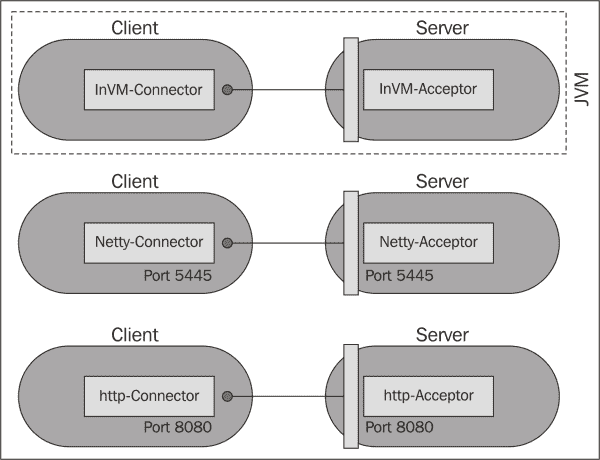 Client
Server
InVM-Connector
InVM-Acceptor
JVM
Client
Server
Netty-Connector
Netty-Acceptor
Port 5445
Port 5445
Client
Server
http-Connector
http-Acceptor
Port 8080
Port 8080